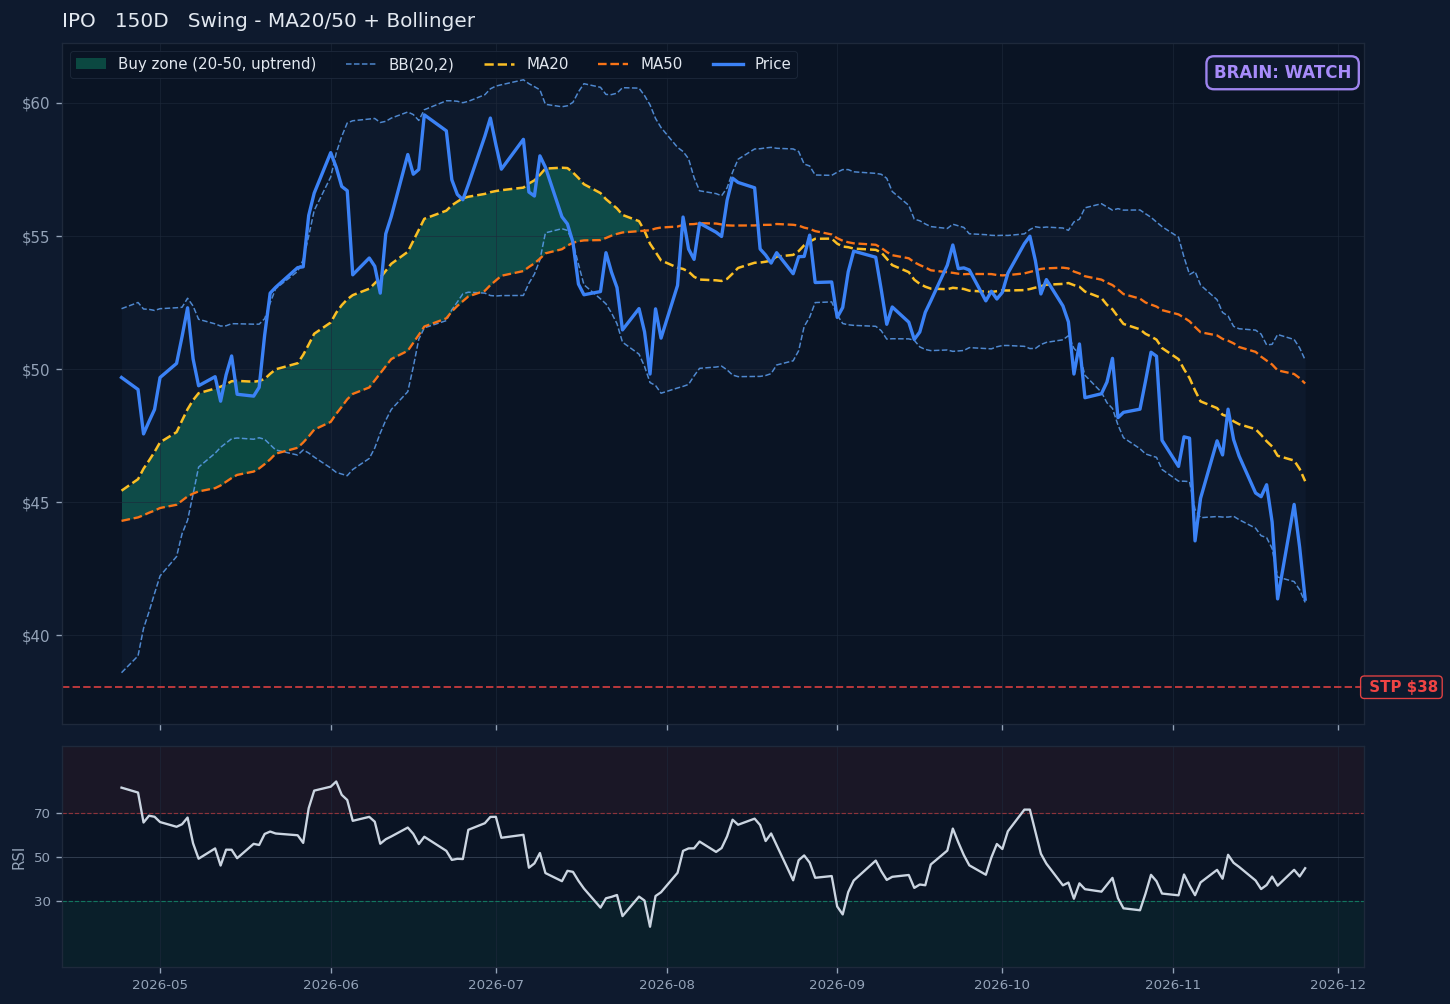 IPO 150D Swing - MA20/50 + Bollinger
Buy zone (20-50, uptrend) BB(20,2) MA20 MA50 Price
BRAIN: WATCH
$60
$55
$50
$45
$40
STP $38
70
50
30
RSI
2026-05 2026-06 2026-07 2026-08 2026-09 2026-10 2026-11 2026-12